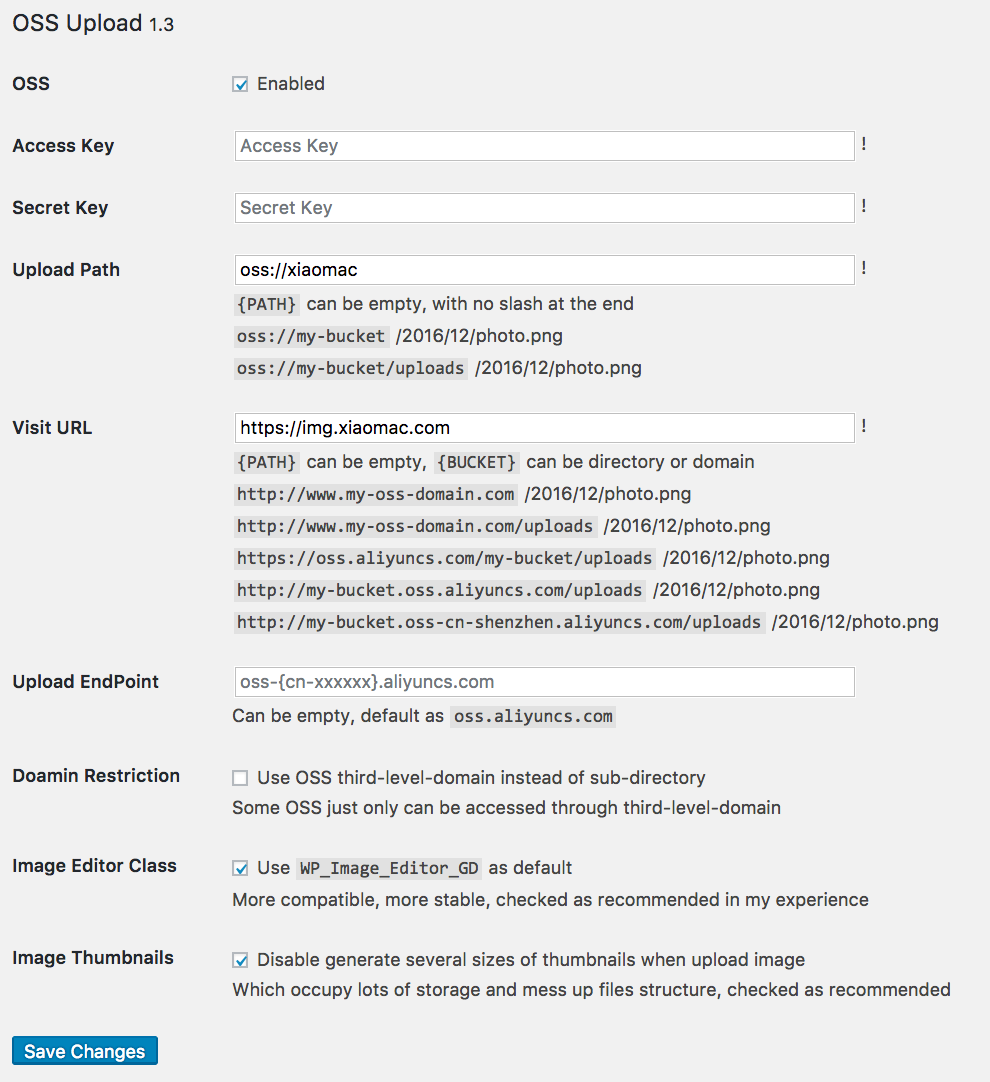 OSS Upload 1.3
OSS Enabled
Access Key Access Key !
Secret Key Secret Key !
Upload Path oss://xiaomac !
{PATH} can be empty, with no slash at the end
oss://my-bucket /2016/12/photo.png
oss://my-bucket/uploads /2016/12/photo.png
Visit URL https://img.xiaomac.com !
{PATH} can be empty, {BUCKET} can be directory or domain
http://www.my-oss-domain.com /2016/12/photo.png
http://www.my-oss-domain.com/uploads /2016/12/photo.png
https://oss.aliyuncs.com/my-bucket/uploads /2016/12/photo.png
http://my-bucket.oss.aliyuncs.com/uploads /2016/12/photo.png
http://my-bucket.oss-cn-shenzhen.aliyuncs.com/uploads /2016/12/photo.png
Upload EndPoint oss-{cn-xxxxxx}.aliyuncs.com
Can be empty, default as oss.aliyuncs.com
Doamin Restriction Use OSS third-level-domain instead of sub-directory
Some OSS just only can be accessed through third-level-domain
Image Editor Class Use WP_Image_Editor_GD as default
More compatible, more stable, checked as recommended in my experience
Image Thumbnails Disable generate several sizes of thumbnails when upload image
Which occupy lots of storage and mess up files structure, checked as recommended
Save Changes